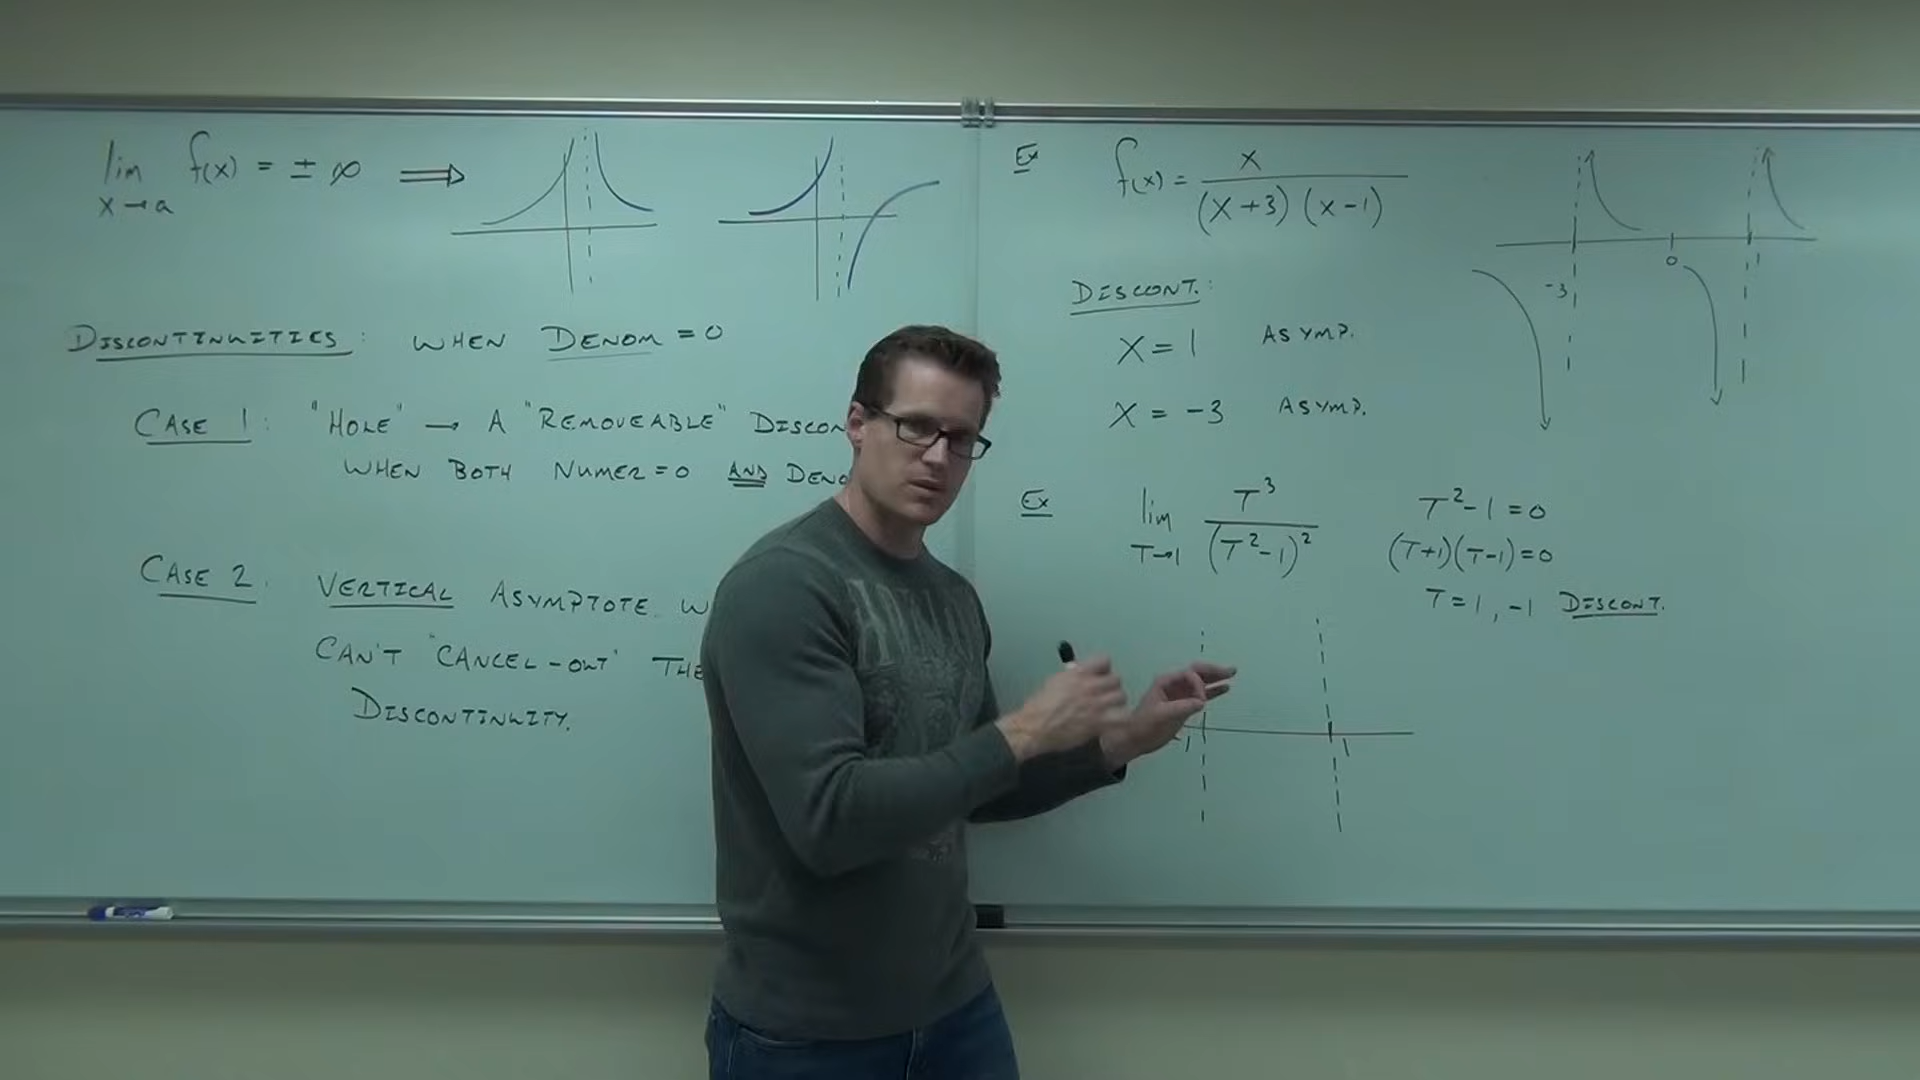 lim f(x) = ± ∞ ⇒
x→a
DISCONTINUITIES: WHEN DENOM = 0
CASE 1: "HOLE" → A "REMOVEABLE" DISCON
WHEN BOTH NUMER = 0 AND DENO
CASE 2: VERTICAL ASYMPTOTE W
CAN'T "CANCEL-OUT" THE
DISCONTINUITY.
Ex f(x) = x / (x+3)(x-1)
-3 0 1
DISCONT.:
X = 1 ASYMP.
X = -3 ASYMP.
Ex lim T→1 T³ / (T²-1)²
T²-1=0
(T+1)(T-1)=0
T=1, -1 DISCONT.
-1 1